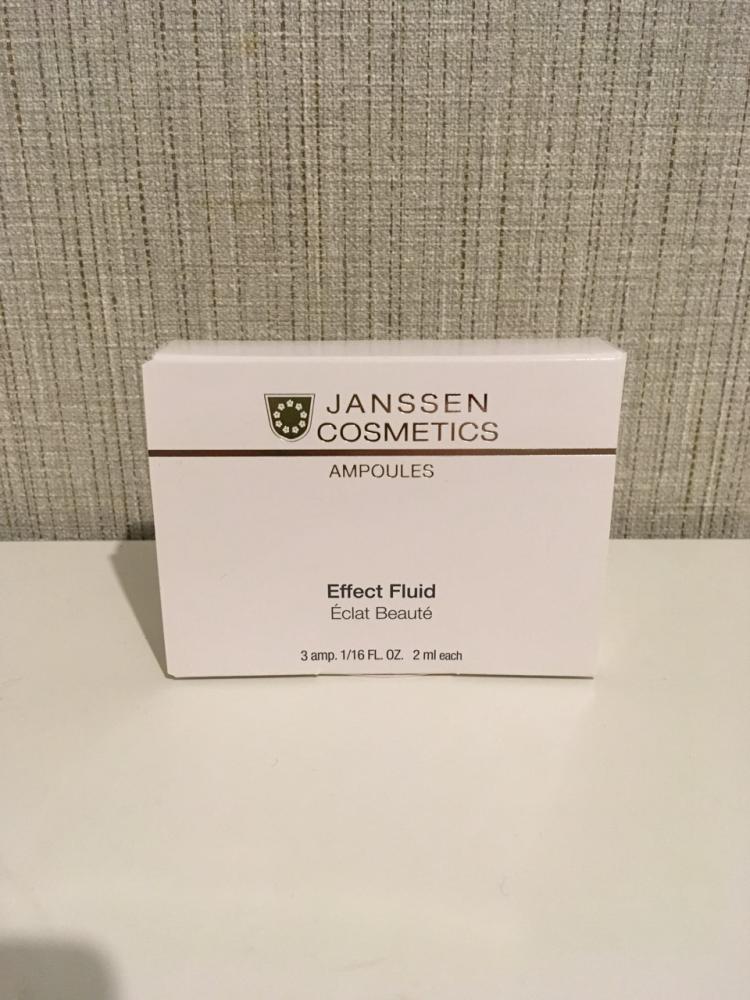 JANSSEN
COSMETICS
AMPOULES
Effect Fluid
Éclat Beauté
3 amp. 1/16 FL. OZ. 2 ml each